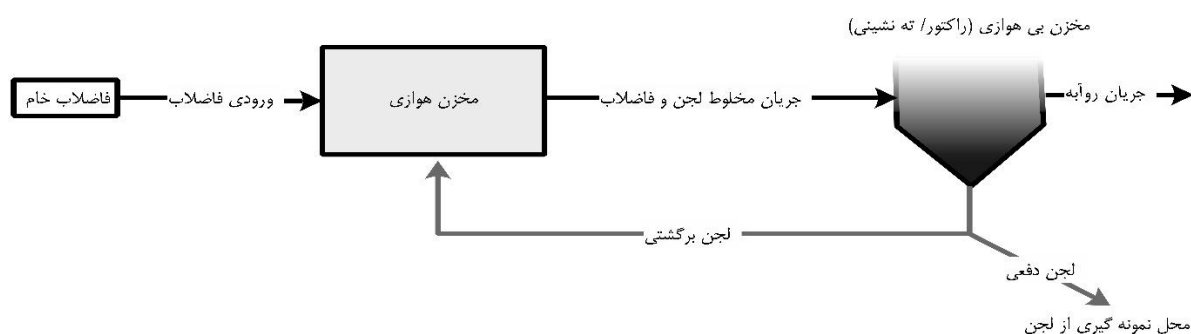 مخزن بی هوازی (راکتور/ ته نشینی)
فاضلاب خام
ورودی فاضلاب
مخزن هوازی
جریان مخلوط لجن و فاضلاب
جریان روآبه
لجن برگشتی
لجن دفعی
محل نمونه گیری از لجن